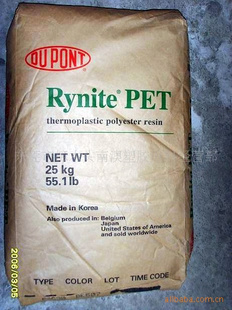 DUPONT
Rynite® PET
thermoplastic polyester resin
NET WT
25 kg
55.1 lb
Made in Korea
Also produced in: Belgium
Japan
United States of America
and sold worldwide
TYPE COLOR LOT TIME CODE
2006/03/05